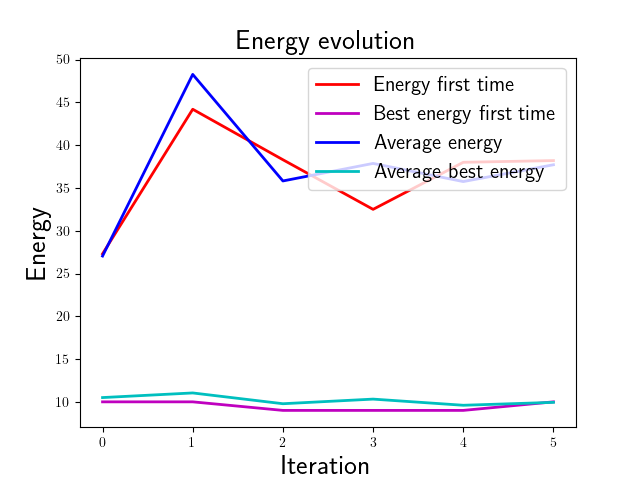 Energy evolution
Energy first time
Best energy first time
Average energy
Average best energy
50
45
40
35
30
25
20
15
10
Energy
0 1 2 3 4 5
Iteration